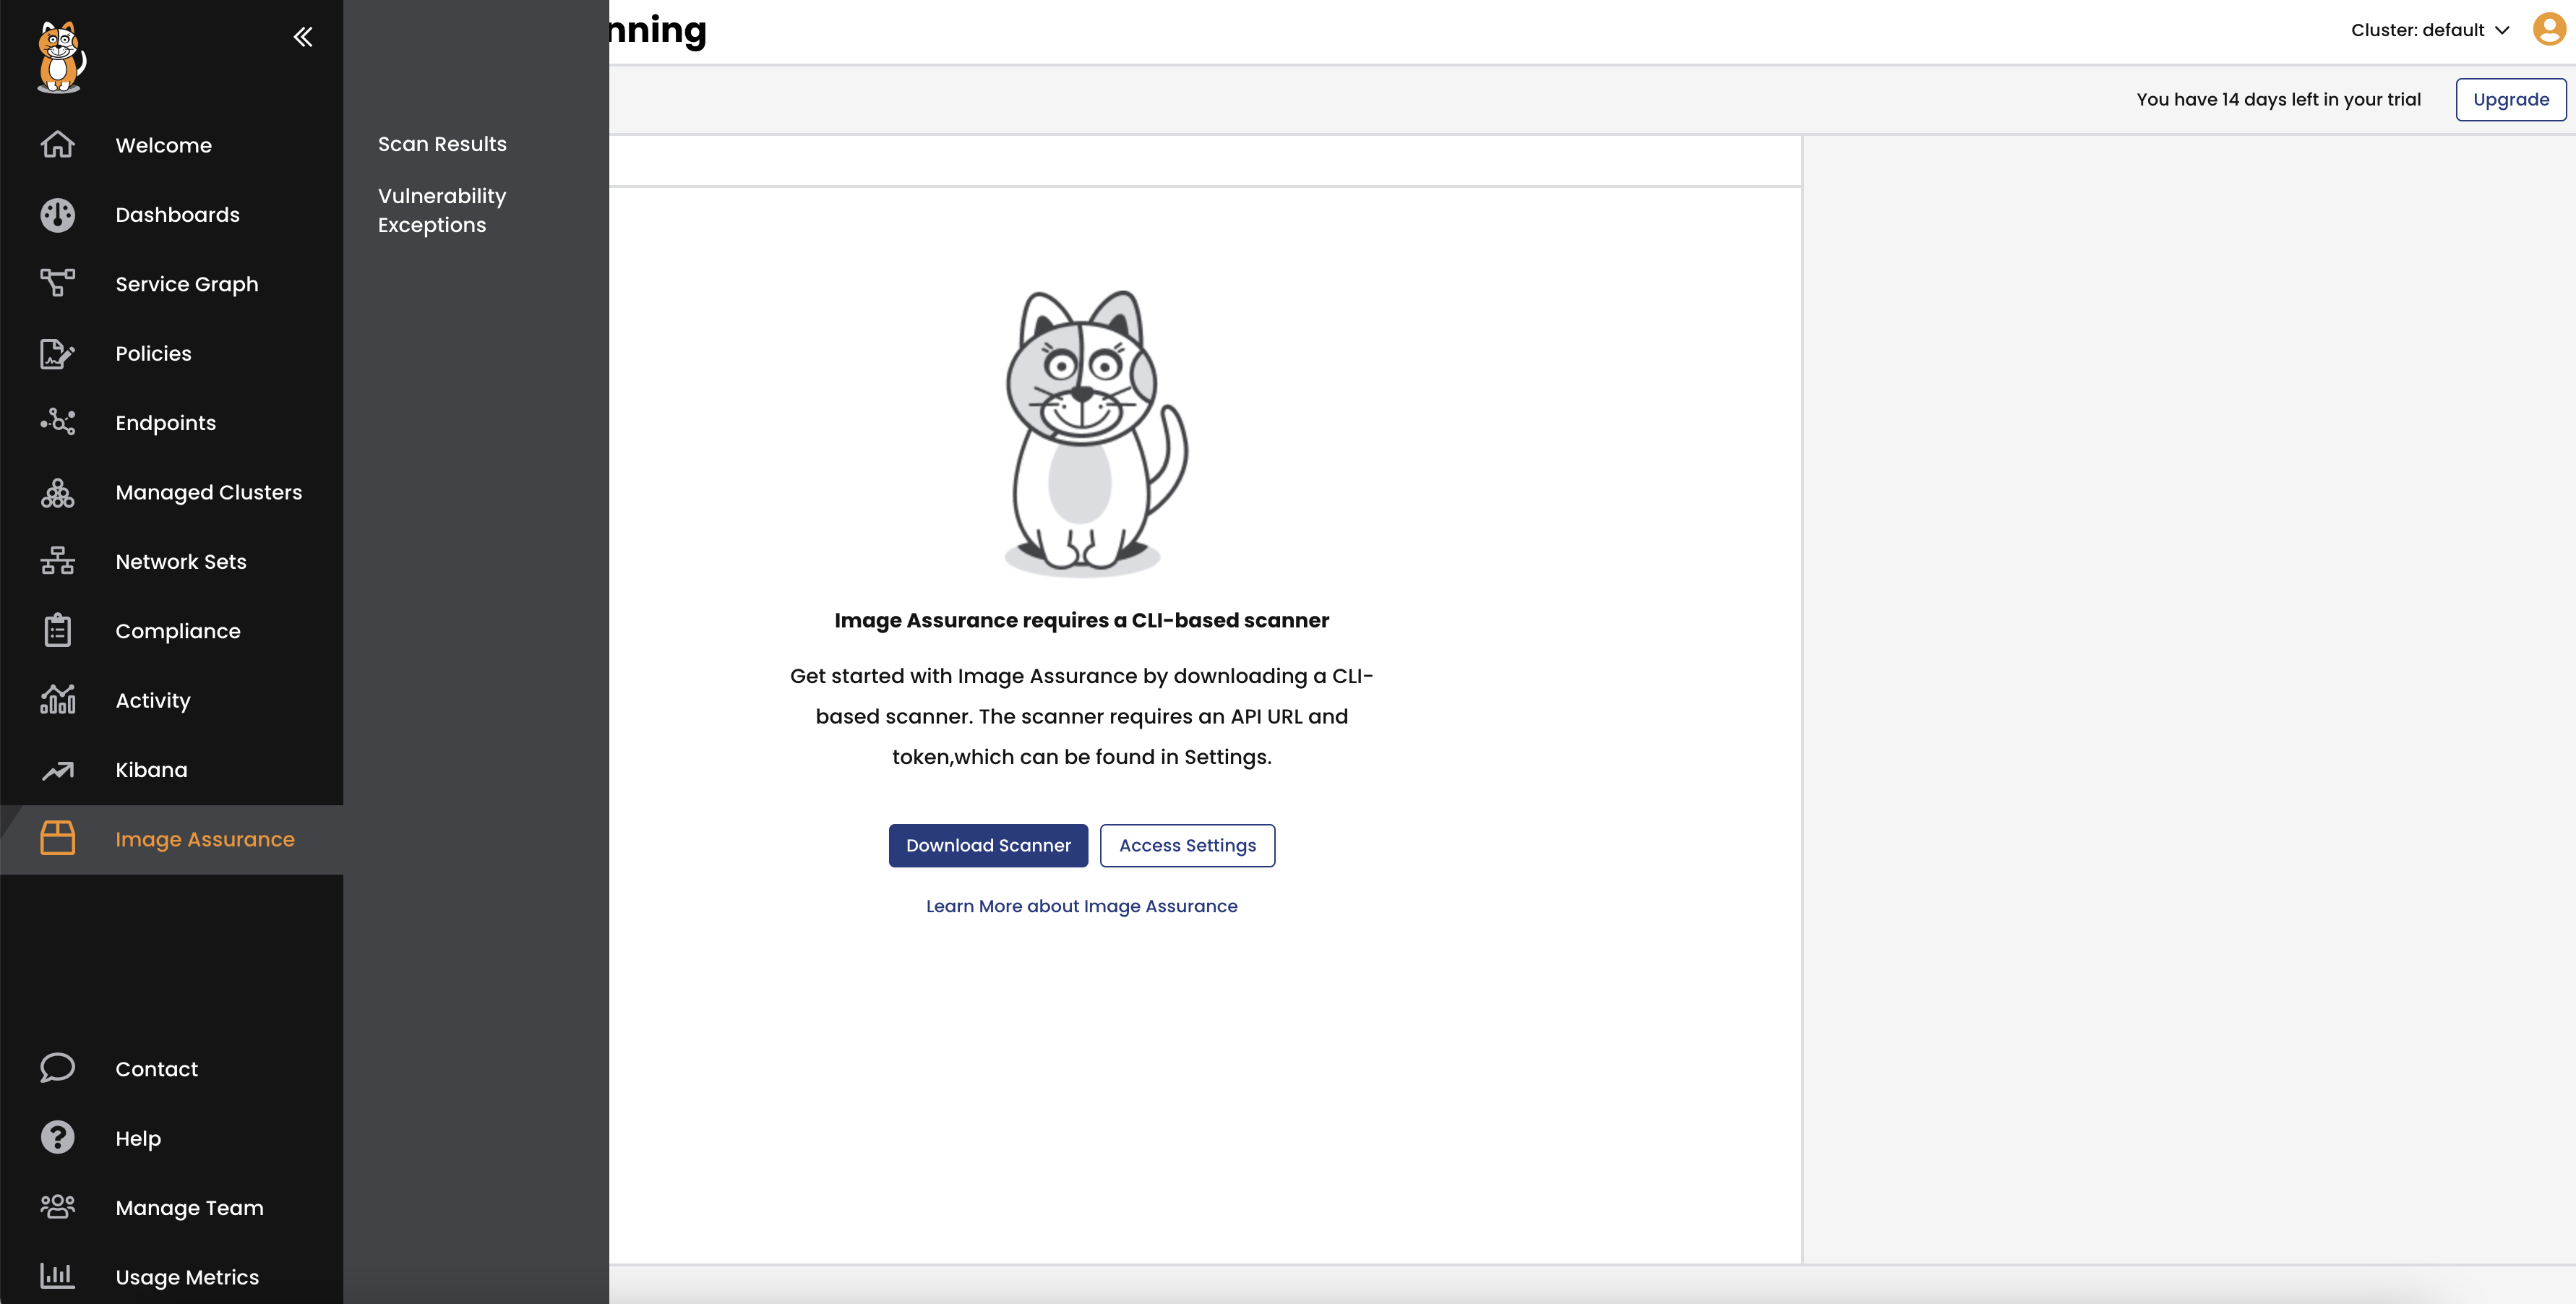 Welcome
Dashboards
Service Graph
Policies
Endpoints
Managed Clusters
Network Sets
Compliance
Activity
Kibana
Image Assurance
Contact
Help
Manage Team
Usage Metrics
Scan Results
Vulnerability
Exceptions
nning
Cluster: default
You have 14 days left in your trial
Upgrade
Image Assurance requires a CLI-based scanner
Get started with Image Assurance by downloading a CLI-
based scanner. The scanner requires an API URL and
token,which can be found in Settings.
Download Scanner
Access Settings
Learn More about Image Assurance